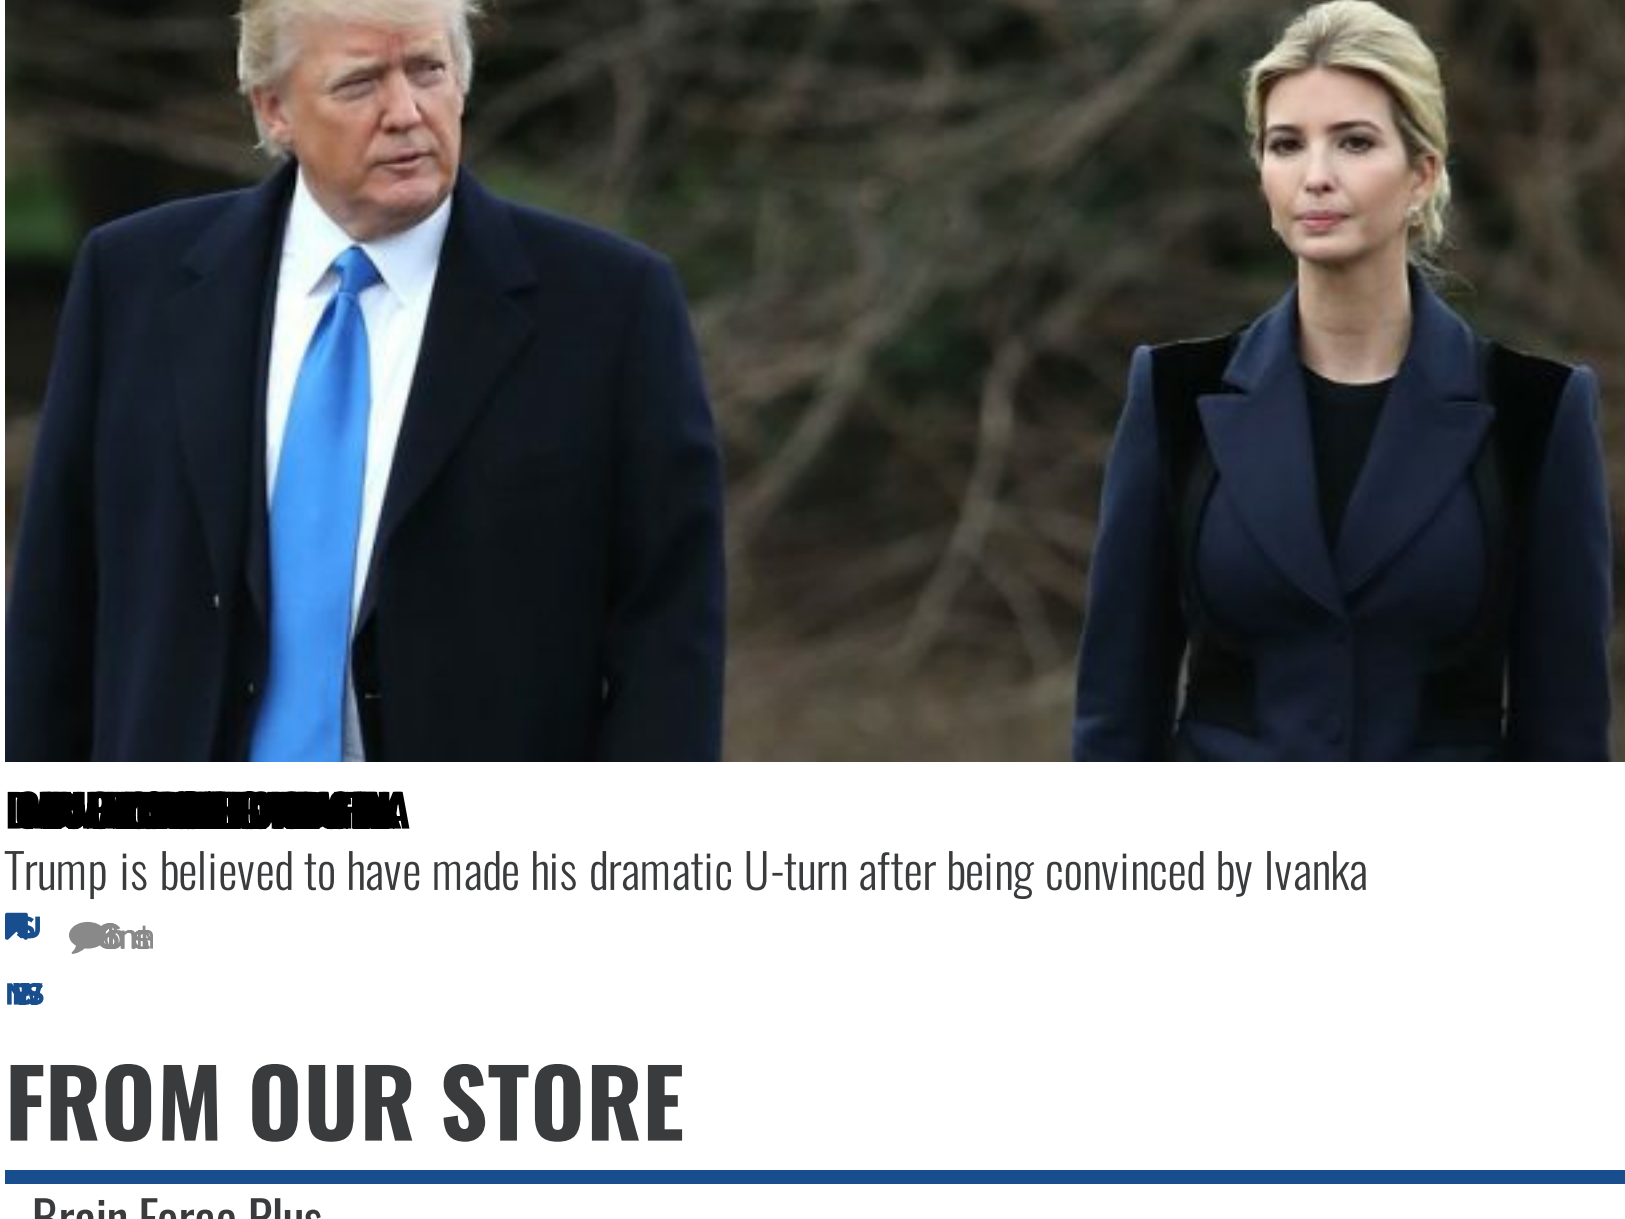 Trump is believed to have made his dramatic U-turn after being convinced by Ivanka
FROM OUR STORE
Brain Force Plus